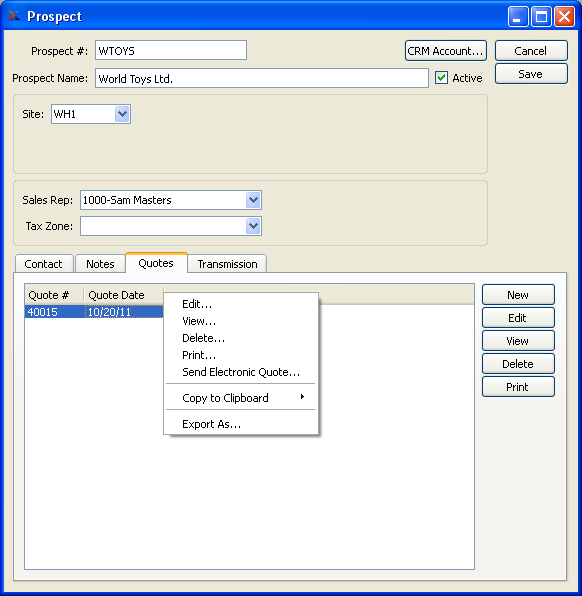 Prospect
Prospect #: WTOYS CRM Account... Cancel
Prospect Name: World Toys Ltd. Active Save
Site: WH1
Sales Rep: 1000-Sam Masters
Tax Zone:
Contact Notes Quotes Transmission
Quote # Quote Date New
40015 10/20/11 Edit
View
Delete
Print
Edit...
View...
Delete...
Print...
Send Electronic Quote...
Copy to Clipboard
Export As...